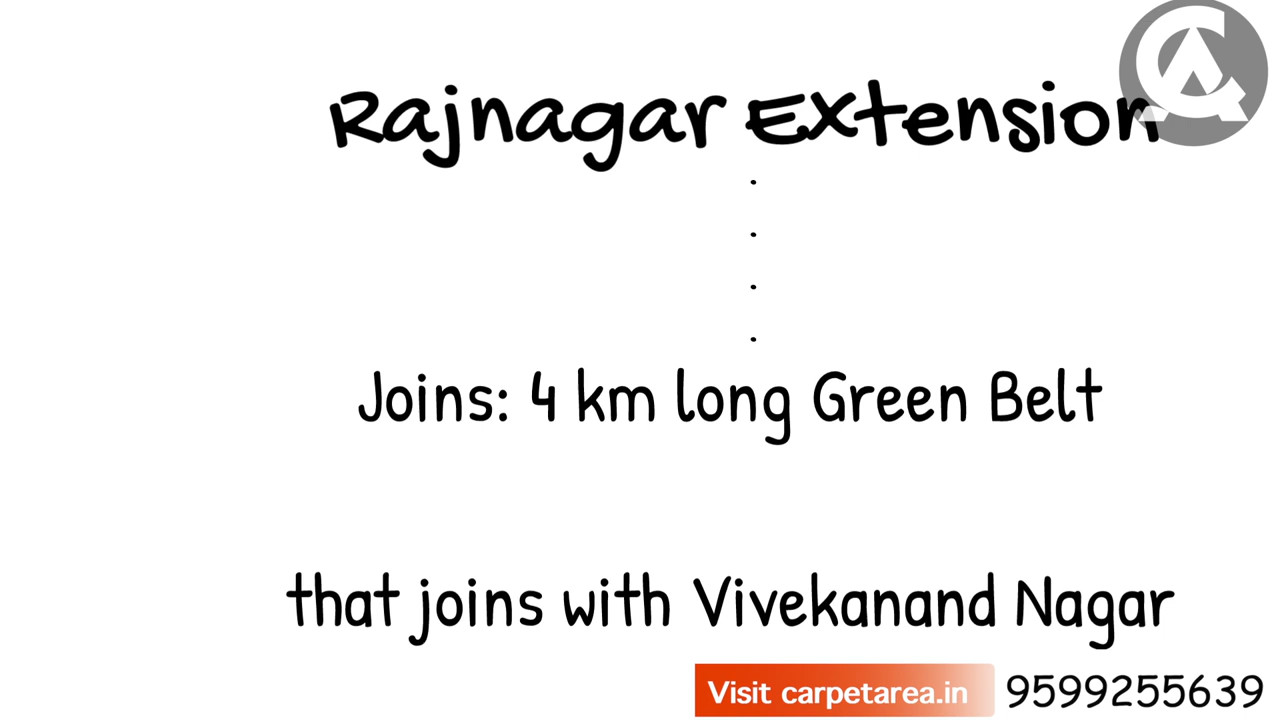 Rajnagar Extension
.
.
.
.
Joins: 4 km long Green Belt
that joins with Vivekanand Nagar
Visit carpetarea.in 9599255639